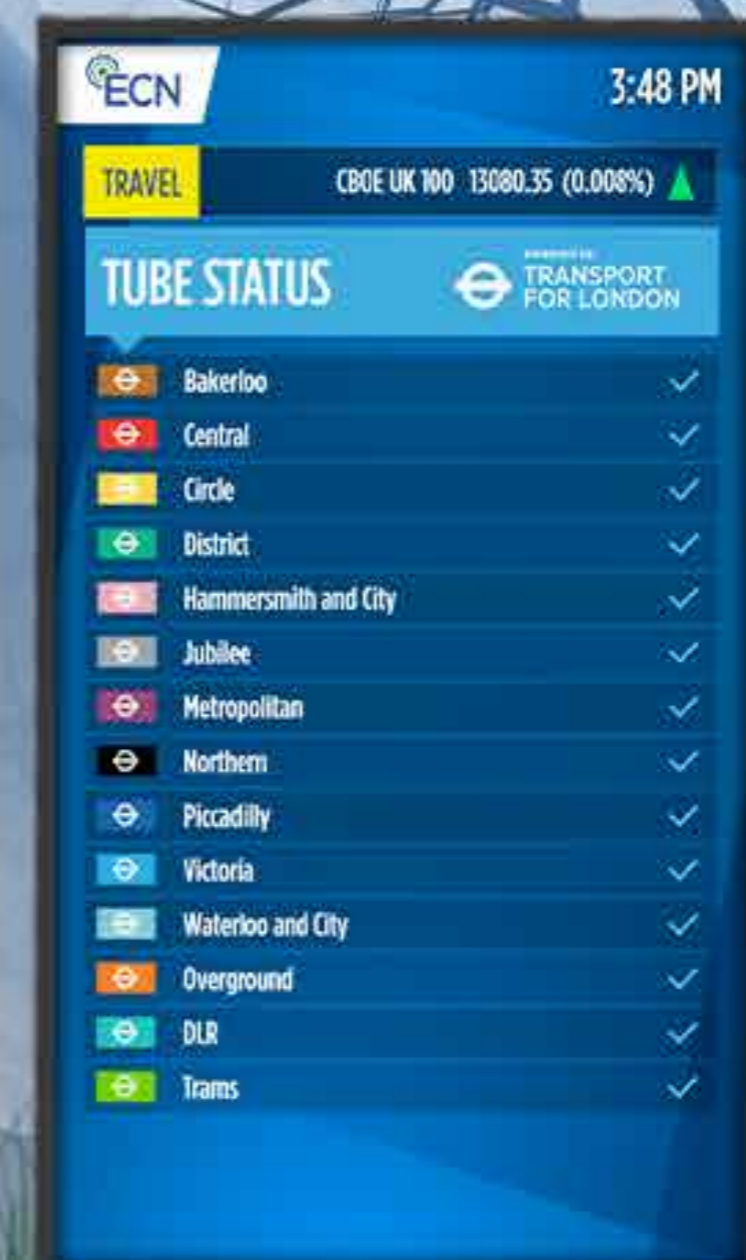 ECN
3:48 PM
TRAVEL CBOE UK 100 13080.35 (0.008%)
TUBE STATUS
TRANSPORT
FOR LONDON
Bakerloo
Central
Circle
District
Hammersmith and City
Jubilee
Metropolitan
Northern
Piccadilly
Victoria
Waterloo and City
Overground
DLR
Trams